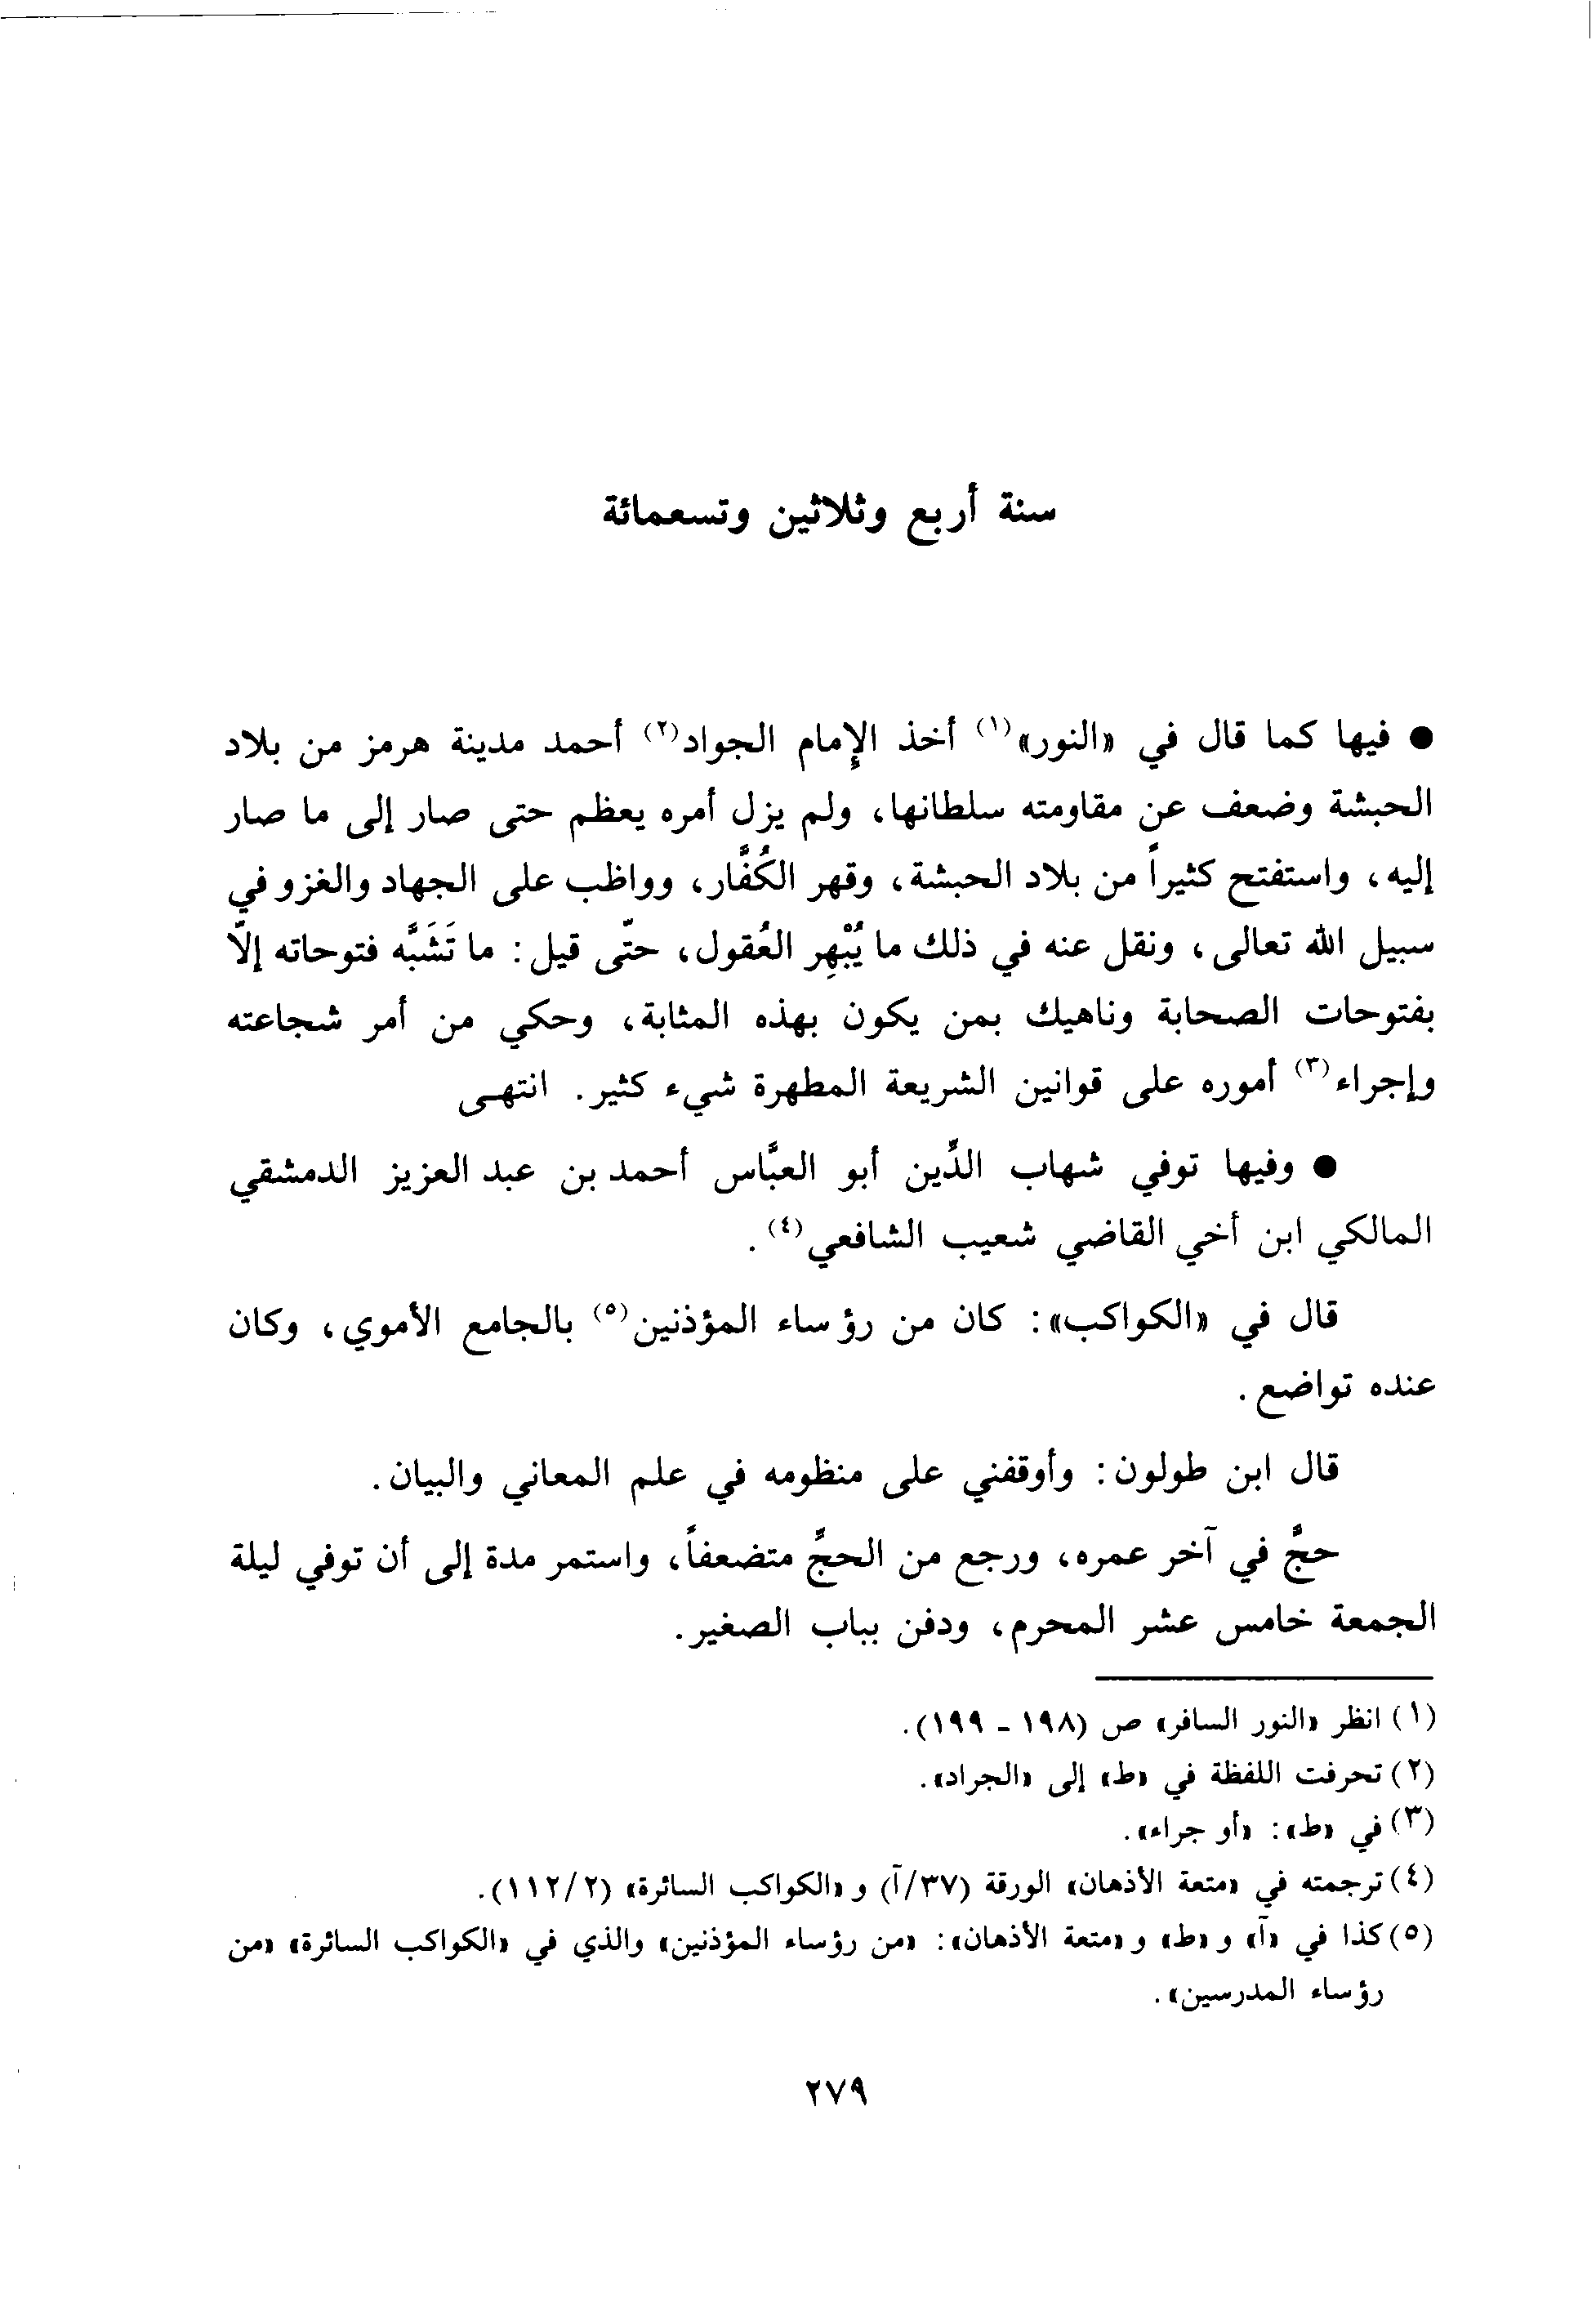 سنة أربع وثلاثين وتسعمائة
● فيها كما قال في «النور»(١) أخذ الإمام الجواد(٢) أحمد مدينة هرمز من بلاد
الحبشة وضعف عن مقاومته سلطانها، ولم يزل أمره يعظم حتى صار إلى ما صار
إليه، واستفتح كثيراً من بلاد الحبشة، وقهر الكُفَّار، وواظب على الجهاد والغزو في
سبيل الله تعالى، ونقل عنه في ذلك ما يُبْهِر العُقول، حتّى قيل: ما تَشَبَّه فتوحاته إلّا
بفتوحات الصحابة وناهيك بمن يكون بهذه المثابة، وحكي من أمر شجاعته
وإجراء(٣) أموره على قوانين الشريعة المطهرة شيء كثير. انتهى
● وفيها توفي شهاب الدِّين أبو العبَّاس أحمد بن عبد العزيز الدمشقي
المالكي ابن أخي القاضي شعيب الشافعي(٤).
قال في «الكواكب»: كان من رؤساء المؤذنين(٥) بالجامع الأموي، وكان
عنده تواضع.
قال ابن طولون: وأوقفني على منظومه في علم المعاني والبيان.
حجَّ في آخر عمره، ورجع من الحجِّ متضعفاً، واستمر مدة إلى أن توفي ليلة
الجمعة خامس عشر المحرم، ودفن بباب الصغير.
(١) انظر «النور السافر» ص (١٩٨ - ١٩٩).
(٢) تحرفت اللفظة في «ط» إلى «الجراد».
(٣) في «ط»: «أو جراء».
(٤) ترجمته في «متعة الأذهان» الورقة (٣٧/آ) و «الكواكب السائرة» (١١٢/٢).
(٥) كذا في «آ» و «ط» و «متعة الأذهان»: «من رؤساء المؤذنين» والذي في «الكواكب السائرة» «من
رؤساء المدرسين».
٢٧٩